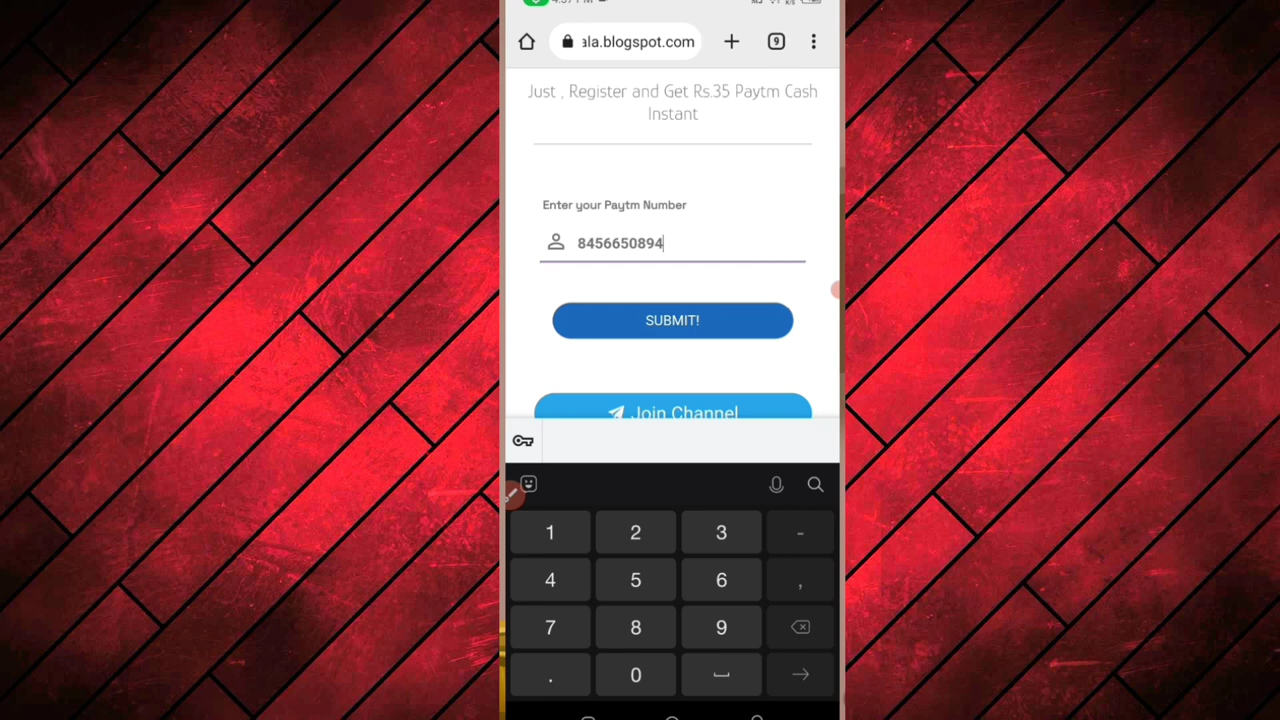 ala.blogspot.com
9
Just , Register and Get Rs.35 Paytm Cash
Instant
Enter your Paytm Number
8456650894
SUBMIT!
Join Channel
1 2 3 -
4 5 6 ,
7 8 9
. 0